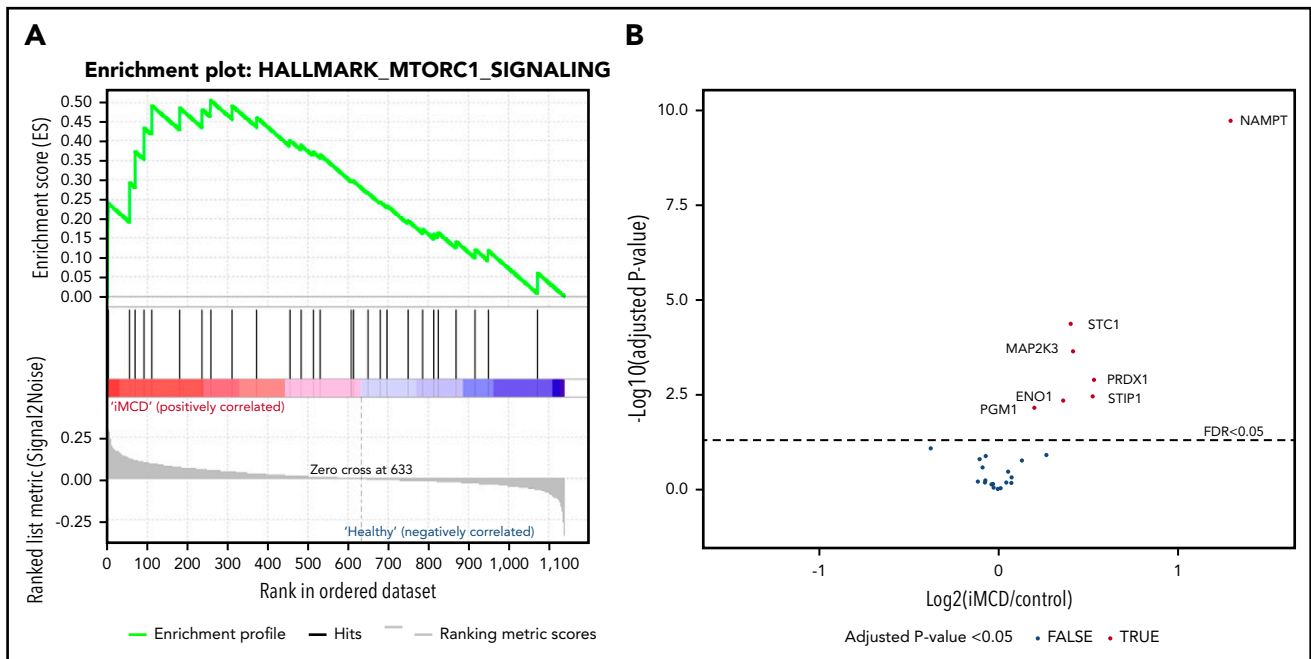 A
Enrichment plot: HALLMARK_MTORC1_SIGNALING
Enrichment score (ES)
0.50
0.45
0.40
0.35
0.30
0.25
0.20
0.15
0.10
0.05
0.00
'iMCD' (positively correlated)
Ranked list metric (Signal2Noise)
0.25
0.00
-0.25
Zero cross at 633
'Healthy' (negatively correlated)
0 100 200 300 400 500 600 700 800 900 1,000 1,100
Rank in ordered dataset
Enrichment profile Hits Ranking metric scores
B
-Log10(adjusted P-value)
10.0
7.5
5.0
2.5
0.0
NAMPT
STC1
MAP2K3
PRDX1
ENO1
STIP1
PGM1
FDR<0.05
-1 0 1
Log2(iMCD/control)
Adjusted P-value <0.05 FALSE TRUE